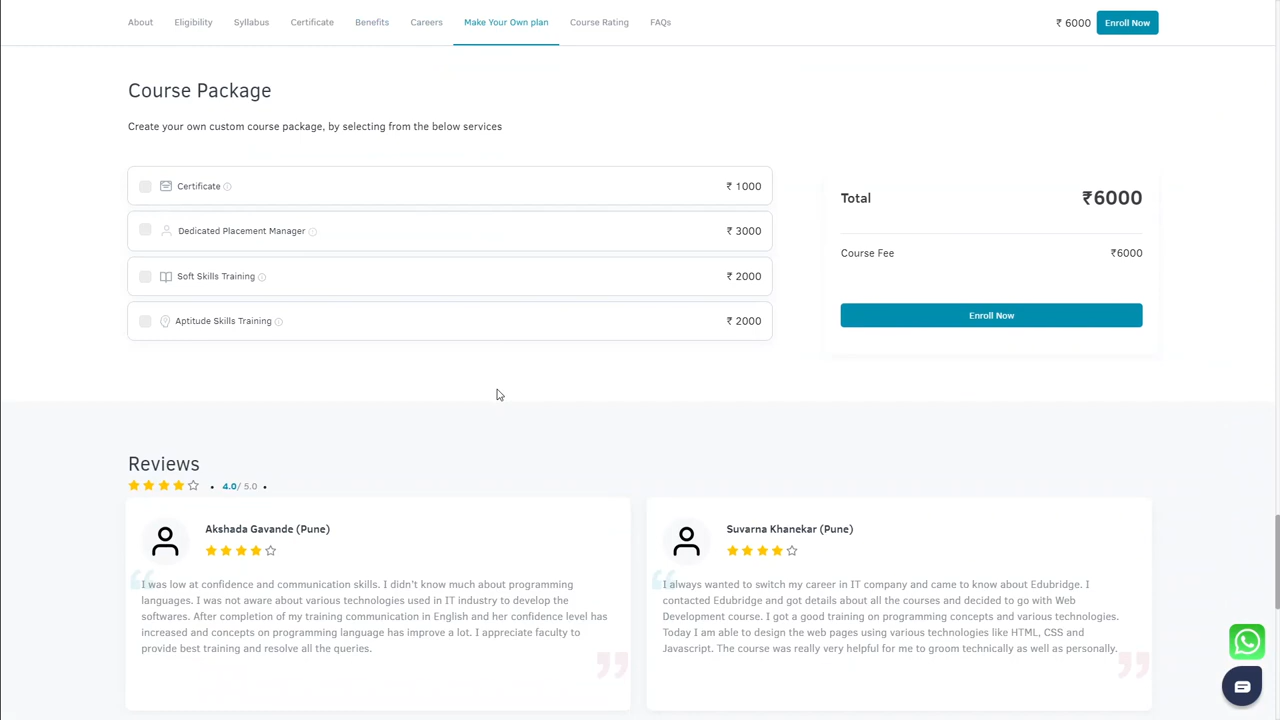 About Eligibility Syllabus Certificate Benefits Careers Make Your Own plan Course Rating FAQs ₹ 6000 Enroll Now
Course Package
Create your own custom course package, by selecting from the below services
Certificate ₹ 1000
Dedicated Placement Manager ₹ 3000
Soft Skills Training ₹ 2000
Aptitude Skills Training ₹ 2000
Total ₹6000
Course Fee ₹6000
Enroll Now
Reviews
4.0/ 5.0
Akshada Gavande (Pune)
I was low at confidence and communication skills. I didn't know much about programming
languages. I was not aware about various technologies used in IT industry to develop the
softwares. After completion of my training communication in English and her confidence level has
increased and concepts on programming language has improve a lot. I appreciate faculty to
provide best training and resolve all the queries.
Suvarna Khanekar (Pune)
I always wanted to switch my career in IT company and came to know about Edubridge. I
contacted Edubridge and got details about all the courses and decided to go with Web
Development course. I got a good training on programming concepts and various technologies.
Today I am able to design the web pages using various technologies like HTML, CSS and
Javascript. The course was really very helpful for me to groom technically as well as personally.